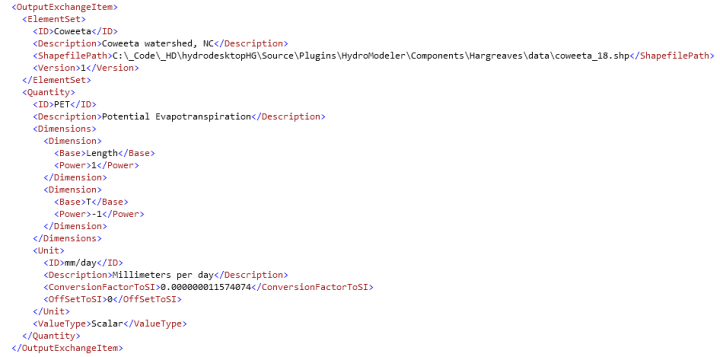 <OutputExchangeItem>
<ElementSet>
<ID>Coweeta</ID>
<Description>Coweeta watershed, NC</Description>
<ShapefilePath>C:\_Code\_HD\hydrodesktopHG\Source\Plugins\HydroModeler\Components\Hargreaves\data\coweeta_18.shp</ShapefilePath>
<Version>1</Version>
</ElementSet>
<Quantity>
<ID>PET</ID>
<Description>Potential Evapotranspiration</Description>
<Dimensions>
<Dimension>
<Base>Length</Base>
<Power>1</Power>
</Dimension>
<Dimension>
<Base>T</Base>
<Power>-1</Power>
</Dimension>
</Dimensions>
<Unit>
<ID>mm/day</ID>
<Description>Millimeters per day</Description>
<ConversionFactorToSI>0.000000011574074</ConversionFactorToSI>
<OffSetToSI>0</OffSetToSI>
</Unit>
<ValueType>Scalar</ValueType>
</Quantity>
</OutputExchangeItem>